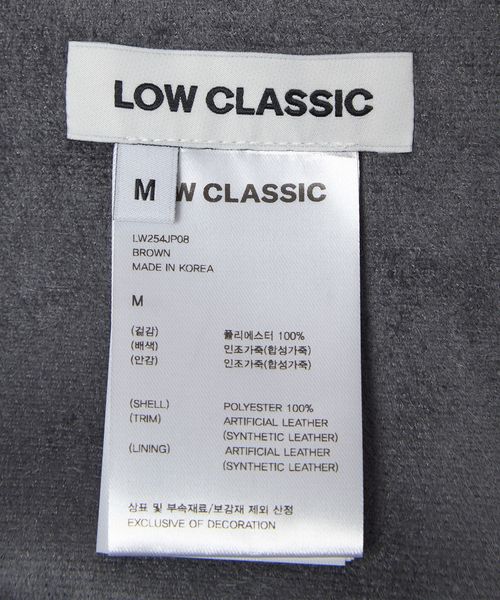 LOW CLASSIC
M
W CLASSIC
LW254JP08
BROWN
MADE IN KOREA
M
(겉감) 폴리에스터 100%
(배색) 인조가죽(합성가죽)
(안감) 인조가죽(합성가죽)
(SHELL) POLYESTER 100%
(TRIM) ARTIFICIAL LEATHER
(SYNTHETIC LEATHER)
(LINING) ARTIFICIAL LEATHER
(SYNTHETIC LEATHER)
상표 및 부속재료/보강재 제외 산정
EXCLUSIVE OF DECORATION